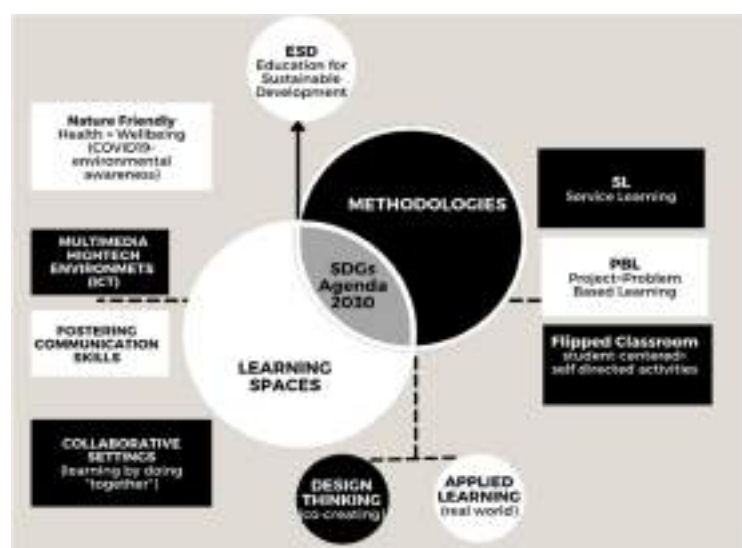 ESD
Education for
Sustainable
Development
Nature Friendly
Health + Wellbeing
(COVID19-
environmental
awareness)
MULTIMEDIA
HIGHTECH
ENVIRONMETS
(ICT)
FOSTERING
COMMUNICATION
SKILLS
COLLABORATIVE
SETTINGS
(learning by doing
"together")
METHODOLOGIES
SDGs
Agenda
2030
LEARNING
SPACES
SL
Service Learning
PBL
Project+Problem
Based Learning
Flipped Classroom
student-centered+
self directed activities
DESIGN
THINKING
(co-creating)
APPLIED
LEARNING
(real world)